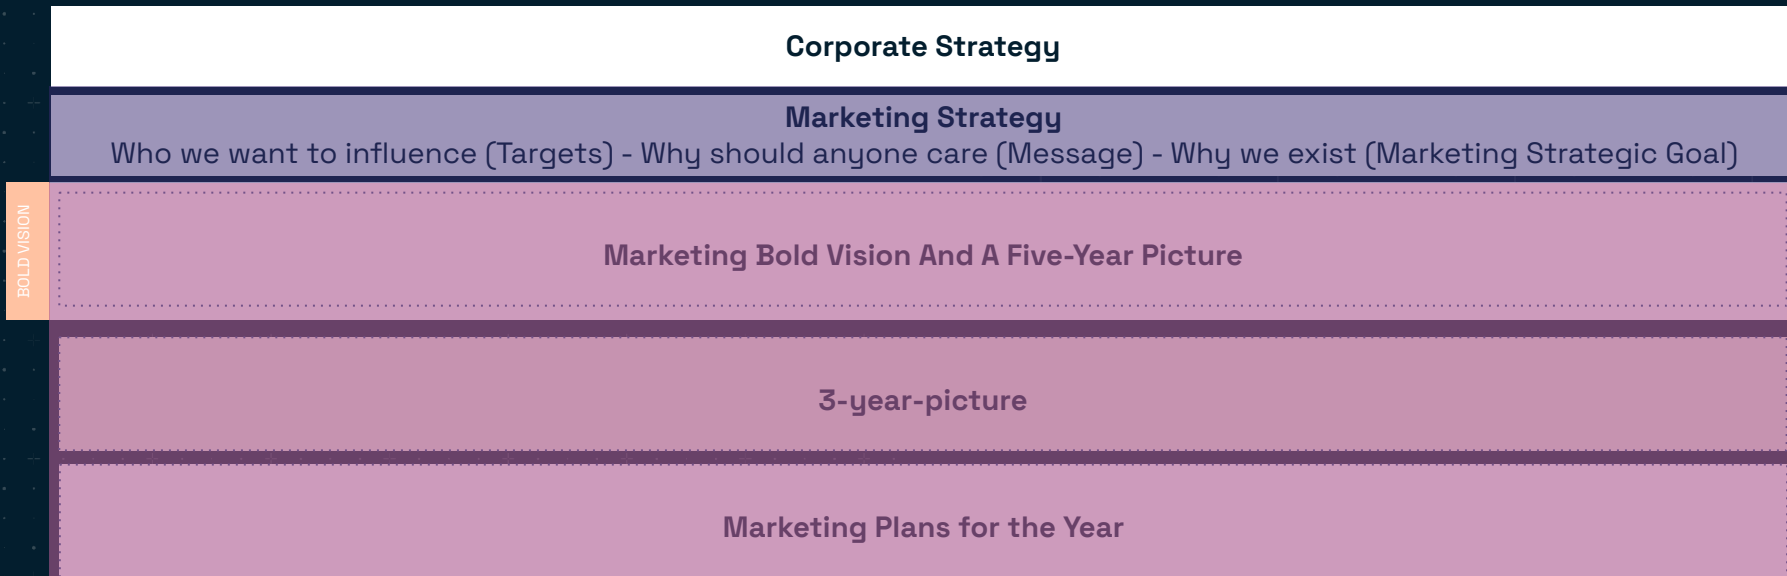 Corporate Strategy
Marketing Strategy
Who we want to influence (Targets) - Why should anyone care (Message) - Why we exist (Marketing Strategic Goal)
BOLD VISION
Marketing Bold Vision And A Five-Year Picture
3-year-picture
Marketing Plans for the Year